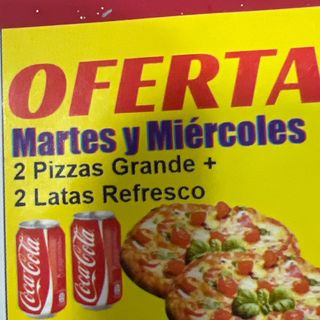 OFERTA
Martes y Miércoles
2 Pizzas Grande +
2 Latas Refresco
Coca-Cola
Coca-Cola